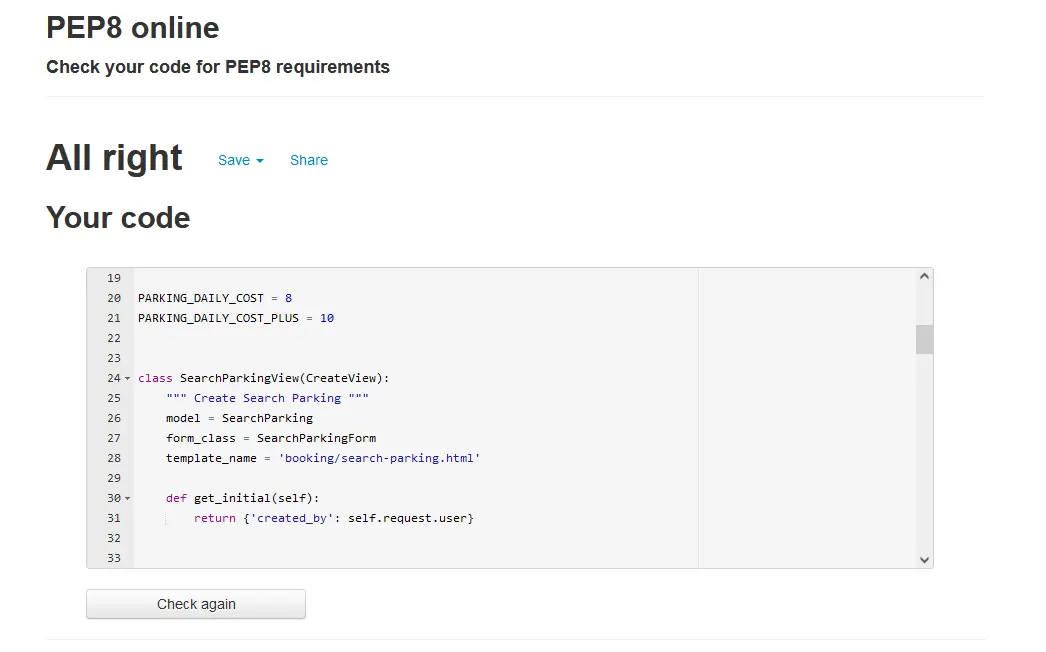 PEP8 online
Check your code for PEP8 requirements
All right Save Share
Your code
19
20 PARKING_DAILY_COST = 8
21 PARKING_DAILY_COST_PLUS = 10
22
23
24 class SearchParkingView(CreateView):
25     """ Create Search Parking """
26     model = SearchParking
27     form_class = SearchParkingForm
28     template_name = 'booking/search-parking.html'
29
30     def get_initial(self):
31         return {'created_by': self.request.user}
32
33
Check again